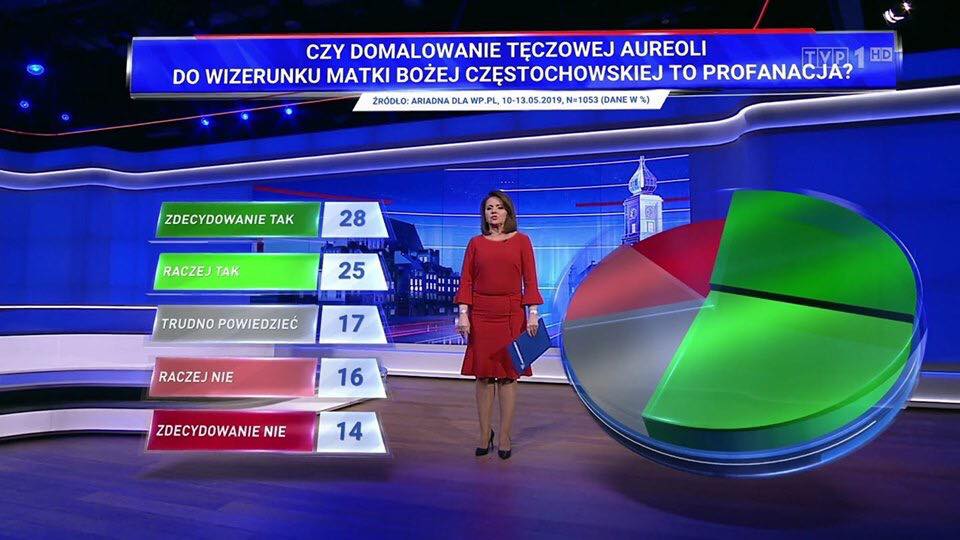 CZY DOMALOWANIE TĘCZOWEJ AUREOLI
DO WIZERUNKU MATKI BOŻEJ CZĘSTOCHOWSKIEJ TO PROFANACJA?
TVP1 HD
ŹRÓDŁO: ARIADNA DLA WP.PL, 10-13.05.2019, N=1053 (DANE W %)
ZDECYDOWANIE TAK 28
RACZEJ TAK 25
TRUDNO POWIEDZIEĆ 17
RACZEJ NIE 16
ZDECYDOWANIE NIE 14